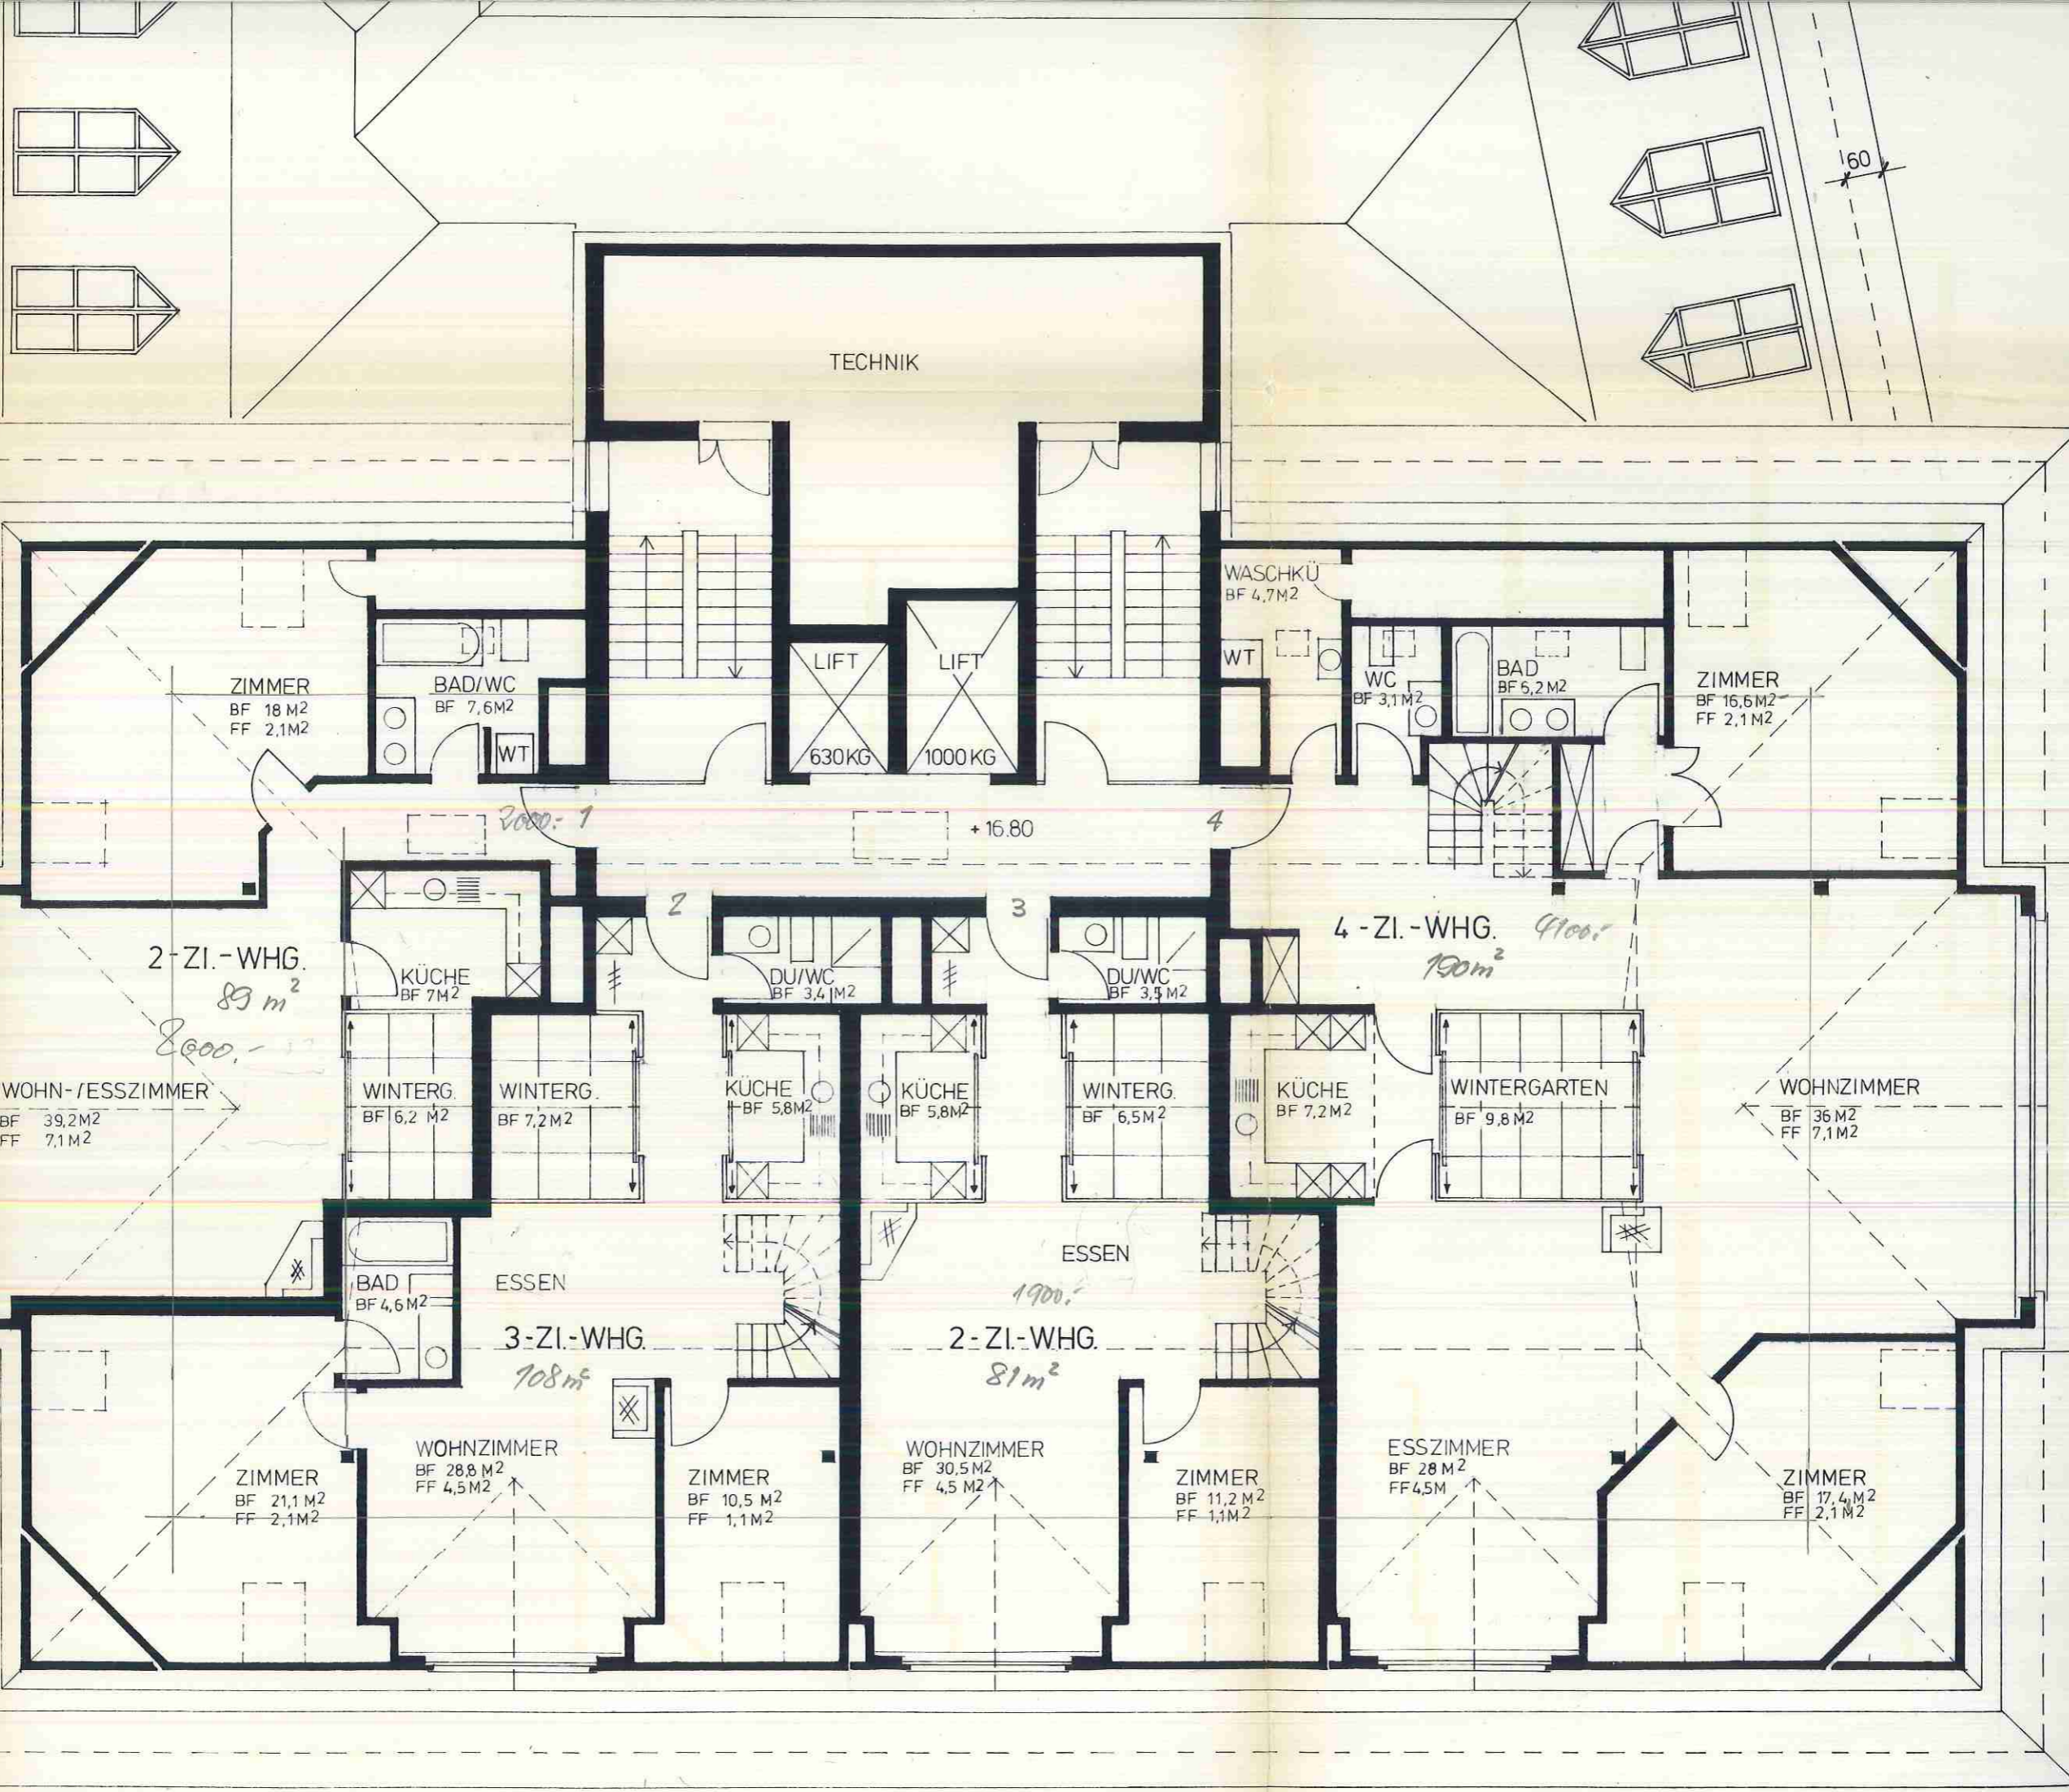 60
TECHNIK
WASCHKÜ
BF 4,7M2
LIFT
630KG
LIFT
1000KG
ZIMMER
BF 18 M2
FF 2,1M2
BAD/WC
BF 7,6M2
WT
WT
WC
BF 3,1M2
BAD
BF 5,2M2
ZIMMER
BF 16,6M2
FF 2,1M2
2000.- 1
+16.80
4
2
3
2-ZI.-WHG.
89 m²
2000.-
KÜCHE
BF 7M2
DU/WC
BF 3,4M2
DU/WC
BF 3,5M2
4-ZI.-WHG. 4100.-
190m²
WOHN-/ESSZIMMER
BF 39,2M2
FF 7,1M2
WINTERG.
BF 6,2 M2
WINTERG.
BF 7,2M2
KÜCHE
BF 5,8M2
KÜCHE
BF 5,8M2
WINTERG.
BF 6,5M2
KÜCHE
BF 7,2M2
WINTERGARTEN
BF 9,8M2
WOHNZIMMER
BF 36M2
FF 7,1M2
BAD
BF 4,6M2
ESSEN
3-ZI.-WHG.
108m²
ESSEN
1900.-
2-ZI.-WHG.
81m²
ZIMMER
BF 21,1M2
FF 2,1M2
WOHNZIMMER
BF 28,8M2
FF 4,5M2
ZIMMER
BF 10,5 M2
FF 1,1M2
WOHNZIMMER
BF 30,5M2
FF 4,5M2
ZIMMER
BF 11,2M2
FF 1,1M2
ESSZIMMER
BF 28M2
FF4,5M
ZIMMER
BF 17,4M2
FF 2,1M2